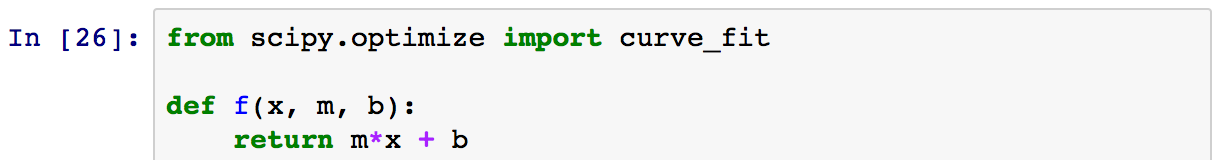 In [26]: from scipy.optimize import curve_fit
def f(x, m, b):
    return m*x + b